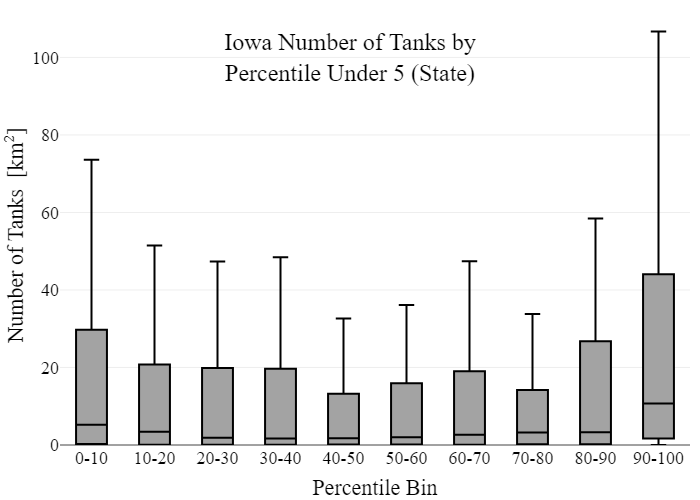 Iowa Number of Tanks by
Percentile Under 5 (State)
Number of Tanks [km²]
100
80
60
40
20
0
0-10 10-20 20-30 30-40 40-50 50-60 60-70 70-80 80-90 90-100
Percentile Bin